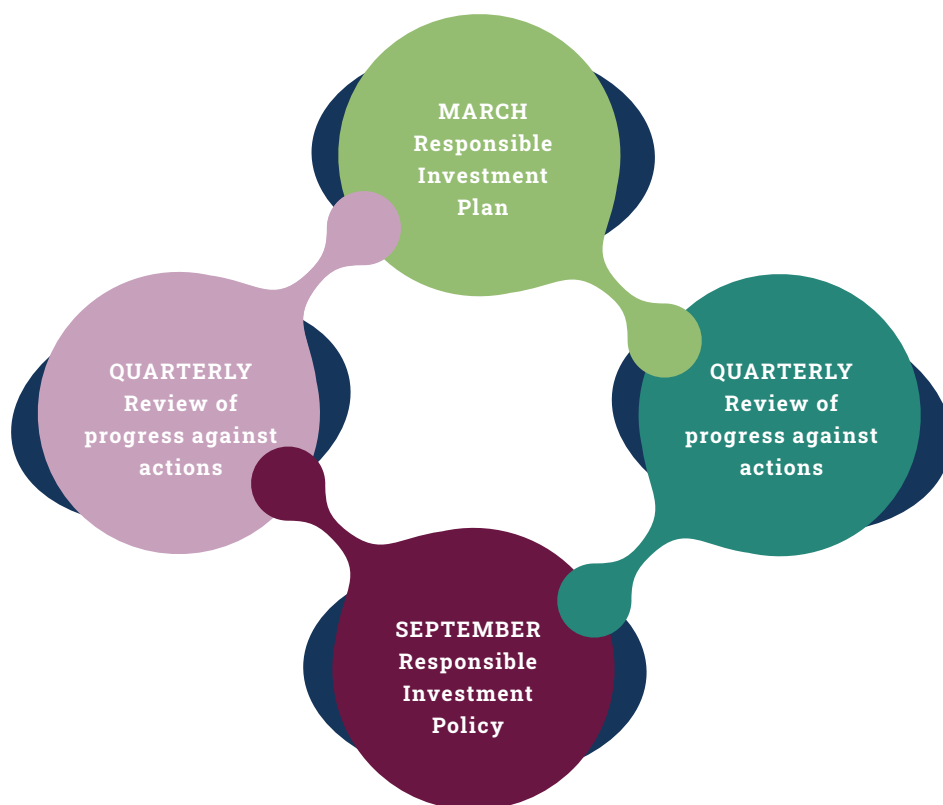 MARCH
Responsible
Investment
Plan
QUARTERLY
Review of
progress against
actions
QUARTERLY
Review of
progress against
actions
SEPTEMBER
Responsible
Investment
Policy